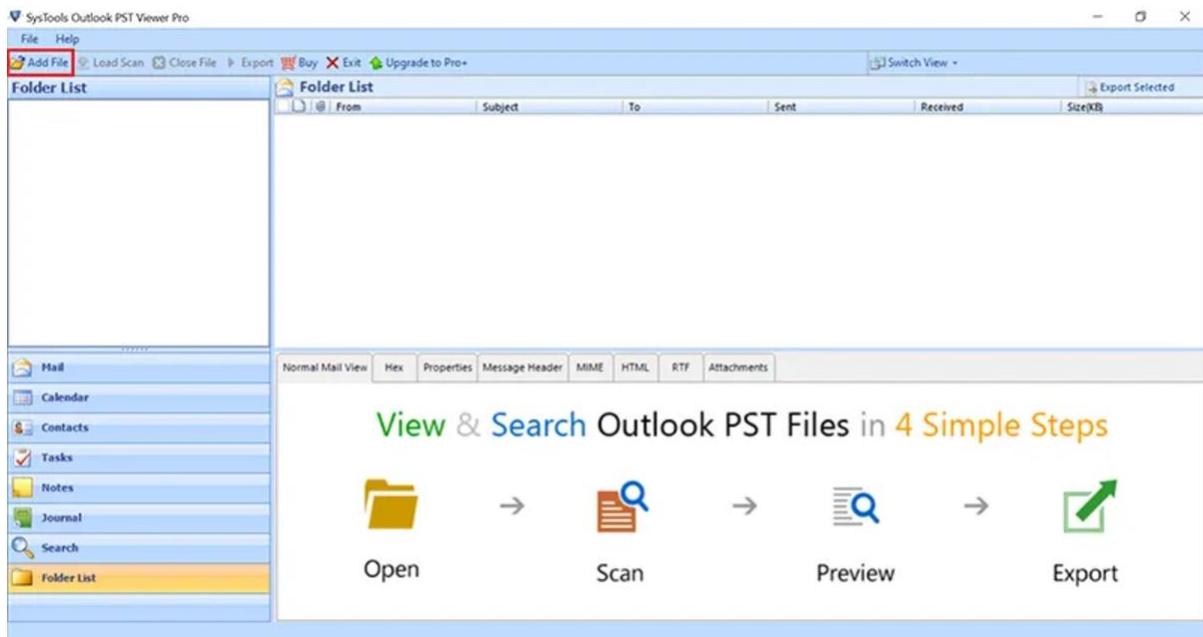 SysTools Outlook PST Viewer Pro
File Help
Add File Load Scan Close File Export Buy Exit Upgrade to Pro+ Switch View
Folder List
Folder List Export Selected
From Subject To Sent Received Size(KB)
Mail
Calendar
Contacts
Tasks
Notes
Journal
Search
Folder List
Normal Mail View Hex Properties Message Header MIME HTML RTF Attachments
View & Search Outlook PST Files in 4 Simple Steps
Open Scan Preview Export